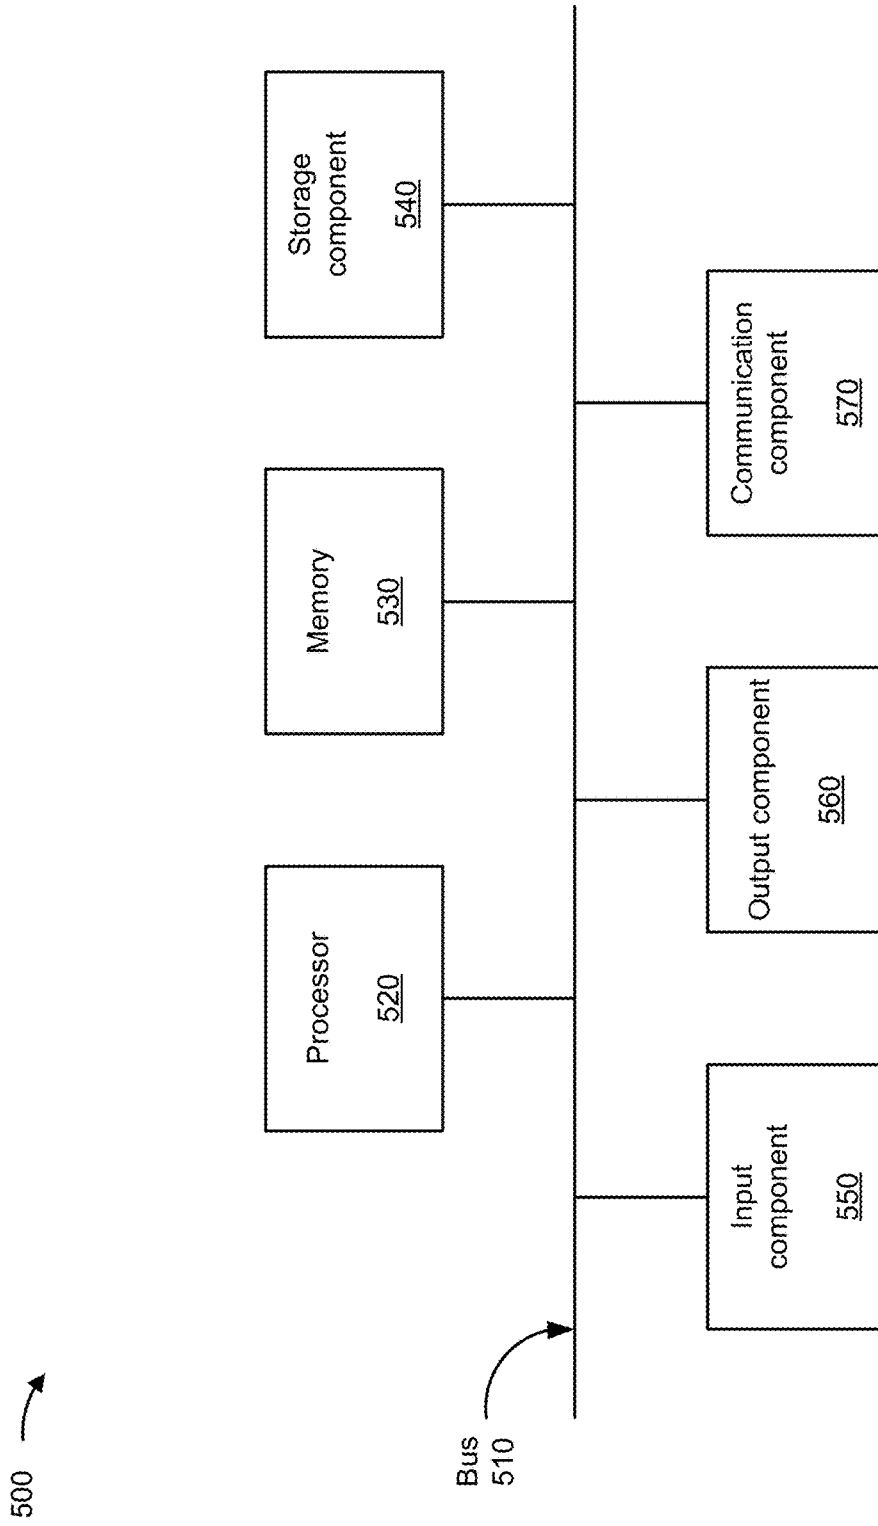 500
Processor
520
Memory
530
Storage
component
540
Bus
510
Input
component
550
Output component
560
Communication
component
570